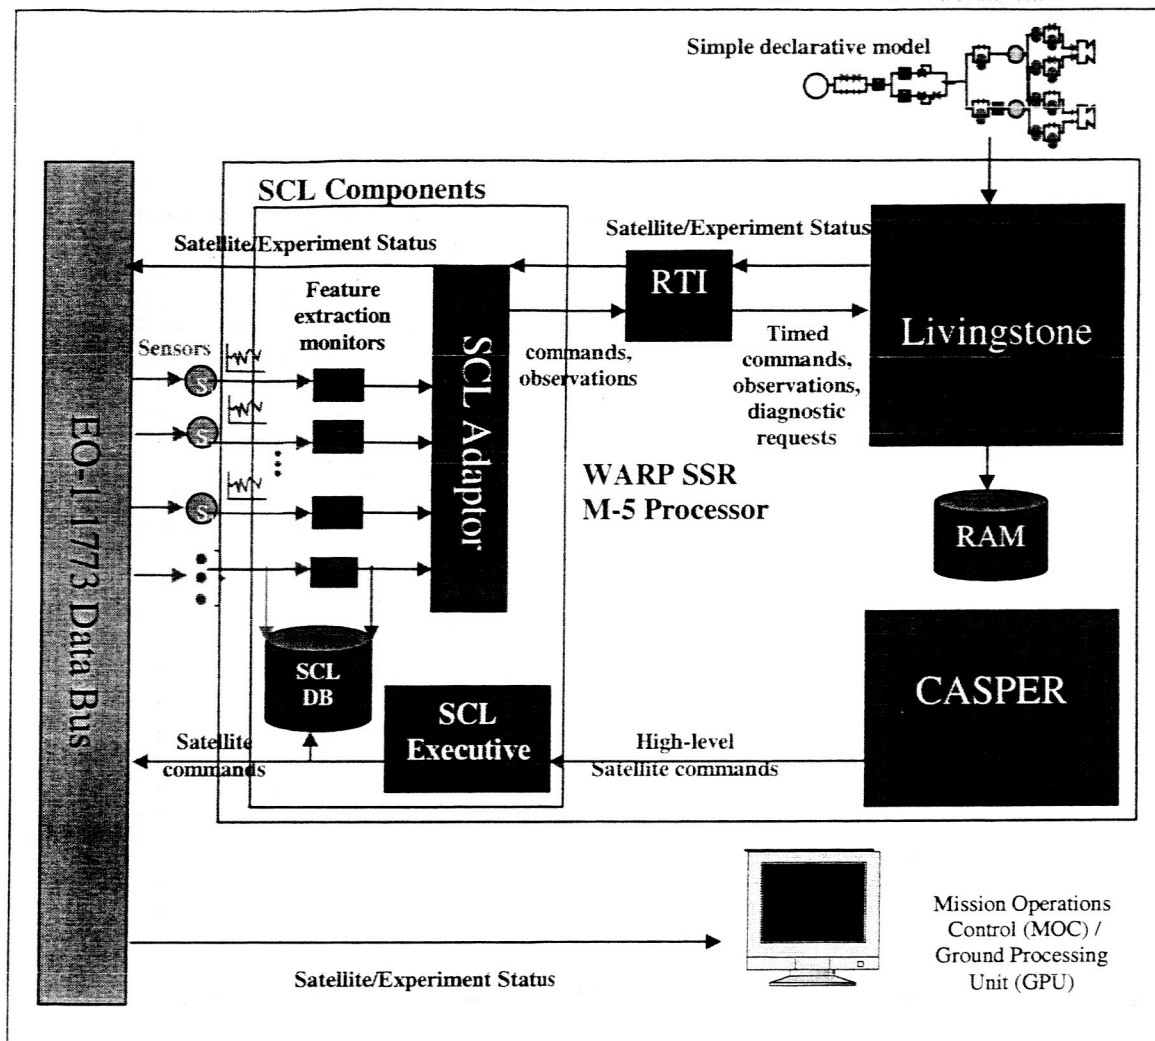 Simple declarative model
SCL Components
Satellite/Experiment Status
Satellite/Experiment Status
RTI
Livingstone
Feature
extraction
monitors
Sensors
S
S
S
SCL Adaptor
commands,
observations
Timed
commands,
observations,
diagnostic
requests
EO-1 1773 Data Bus
WARP SSR
M-5 Processor
RAM
SCL
DB
SCL
Executive
CASPER
Satellite
commands
High-level
Satellite commands
Satellite/Experiment Status
Mission Operations
Control (MOC) /
Ground Processing
Unit (GPU)